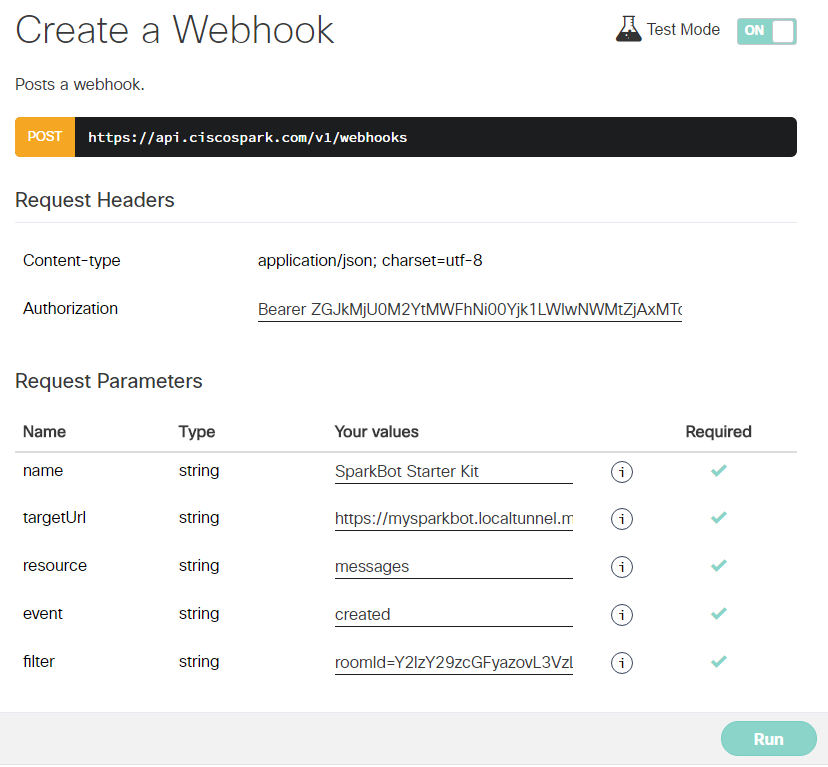 Create a Webhook
Test Mode ON
Posts a webhook.
POST https://api.ciscospark.com/v1/webhooks
Request Headers
Content-type application/json; charset=utf-8
Authorization Bearer ZGJkMjU0M2YtMWFhNi00Yjk1LWIwNWMtZjAxMTc
Request Parameters
Name Type Your values Required
name string SparkBot Starter Kit i
targetUrl string https://mysparkbot.localtunnel.m i
resource string messages i
event string created i
filter string roomId=Y2lzY29zcGFyazovL3Vzl i
Run